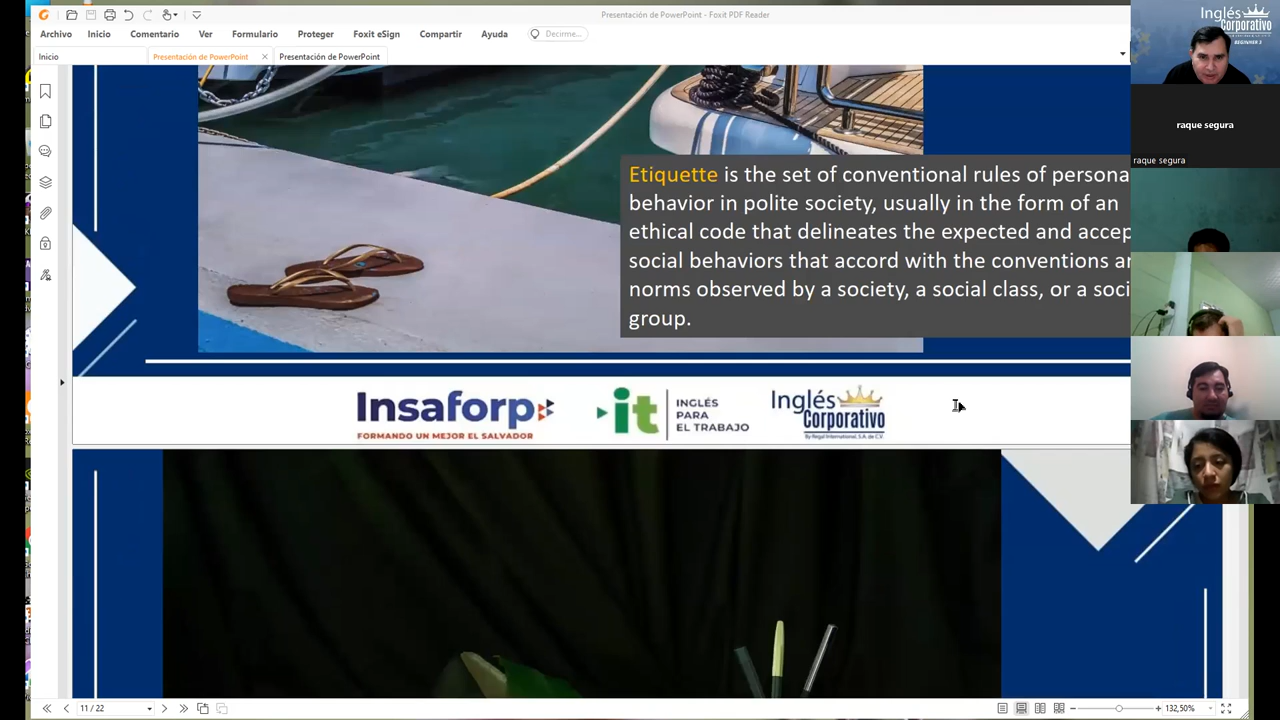 Presentación de PowerPoint - Foxit PDF Reader
Archivo Inicio Comentario Ver Formulario Proteger Foxit eSign Compartir Ayuda Decirme...
Inicio Presentación de PowerPoint Presentación de PowerPoint
Inglés
Corporativo
BEGINNER 2
raque segura
raque segura
Etiquette is the set of conventional rules of persona
behavior in polite society, usually in the form of an
ethical code that delineates the expected and accep
social behaviors that accord with the conventions a
norms observed by a society, a social class, or a soci
group.
Insaforp
FORMANDO UN MEJOR EL SALVADOR
it INGLÉS
PARA
EL TRABAJO
Inglés
Corporativo
By Regal International, S.A. de C.V.
11 / 22
132,50%